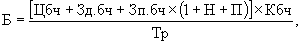 Б = [Цбч + Зд.бч + Зп.бч × (1 + Н + П)] × Кбч / Тр ,